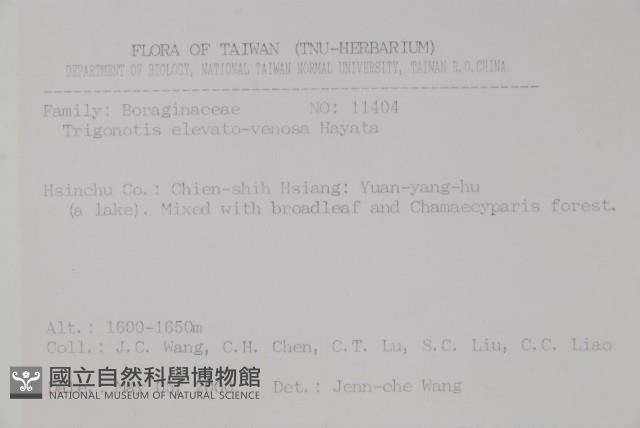 FLORA OF TAIWAN (TNU-HERBARIUM)
DEPARTMENT OF BIOLOGY, NATIONAL TAIWAN NORMAL UNIVERSITY, TAIWAN R.O.CHINA
Family: Boraginaceae NO: 11404
Trigonotis elevato-venosa Hayata
Hsinchu Co.: Chien-shih Hsiang: Yuan-yang-hu
(a lake). Mixed with broadleaf and Chamaecyparis forest.
Alt.: 1600-1650m
Coll.: J.C. Wang, C.H. Chen, C.T. Lu, S.C. Liu, C.C. Liao
Det.: Jenn-che Wang
國立自然科學博物館
NATIONAL MUSEUM OF NATURAL SCIENCE